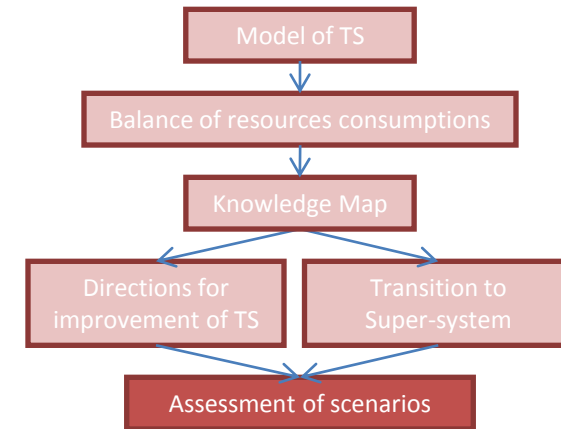 Model of TS
Balance of resources consumptions
Knowledge Map
Directions for
improvement of TS
Transition to
Super-system
Assessment of scenarios